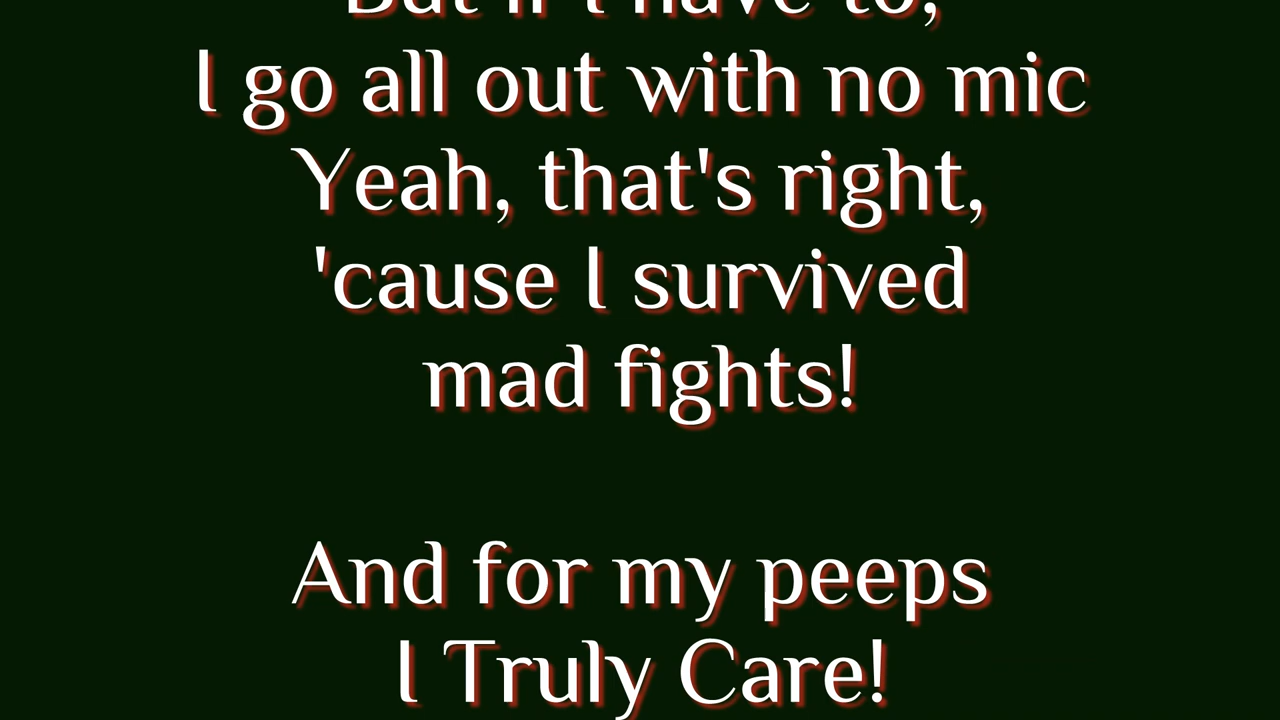 But if I have to,
I go all out with no mic
Yeah, that's right,
'cause I survived
mad fights!
And for my peeps
I Truly Care!